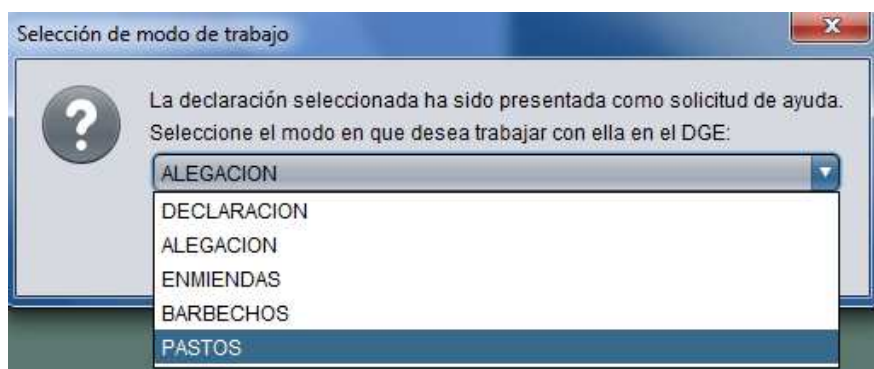 Selección de modo de trabajo
La declaración seleccionada ha sido presentada como solicitud de ayuda.
Seleccione el modo en que desea trabajar con ella en el DGE:
ALEGACION
DECLARACION
ALEGACION
ENMIENDAS
BARBECHOS
PASTOS